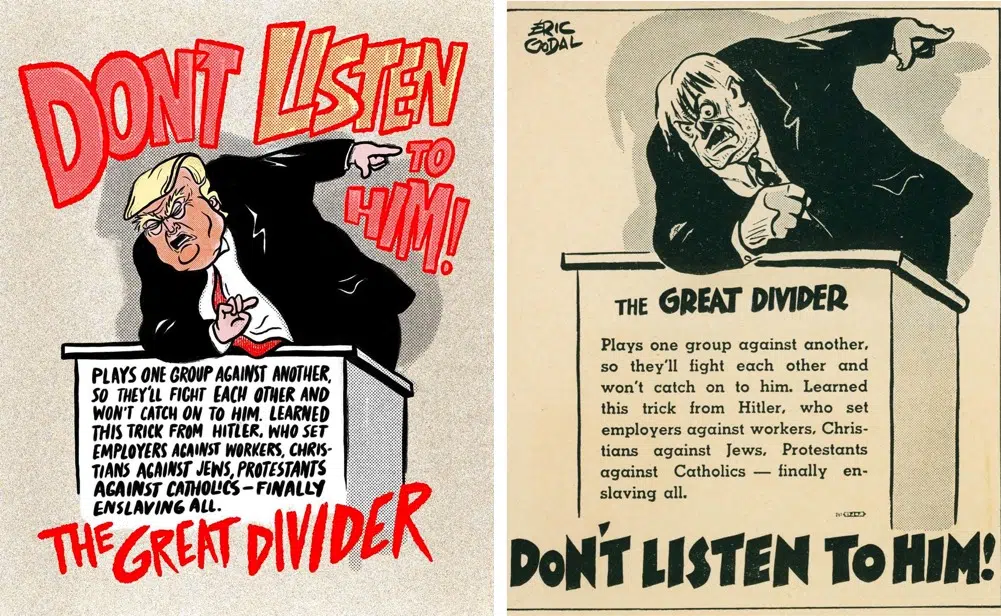 DON'T LISTEN
TO
HIM!
PLAYS ONE GROUP AGAINST ANOTHER,
SO THEY'LL FIGHT EACH OTHER AND
WON'T CATCH ON TO HIM. LEARNED
THIS TRICK FROM HITLER, WHO SET
EMPLOYERS AGAINST WORKERS, CHRIS-
TIANS AGAINST JEWS, PROTESTANTS
AGAINST CATHOLICS – FINALLY
ENSLAVING ALL.
THE GREAT DIVIDER
ERIC
GODAL
THE GREAT DIVIDER
Plays one group against another,
so they'll fight each other and
won't catch on to him. Learned
this trick from Hitler, who set
employers against workers, Chris-
tians against Jews, Protestants
against Catholics — finally en-
slaving all.
DON'T LISTEN TO HIM!